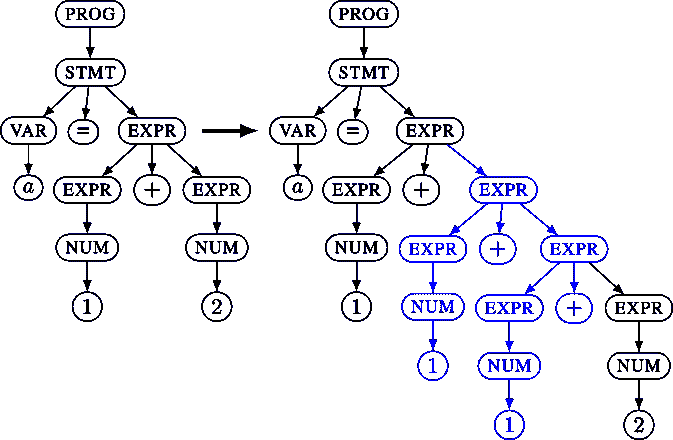 PROG PROG
STMT STMT
VAR = EXPR VAR = EXPR
a EXPR + EXPR a EXPR + EXPR
NUM NUM NUM EXPR + EXPR
1 2 1 NUM EXPR + EXPR
1 NUM NUM
1 2